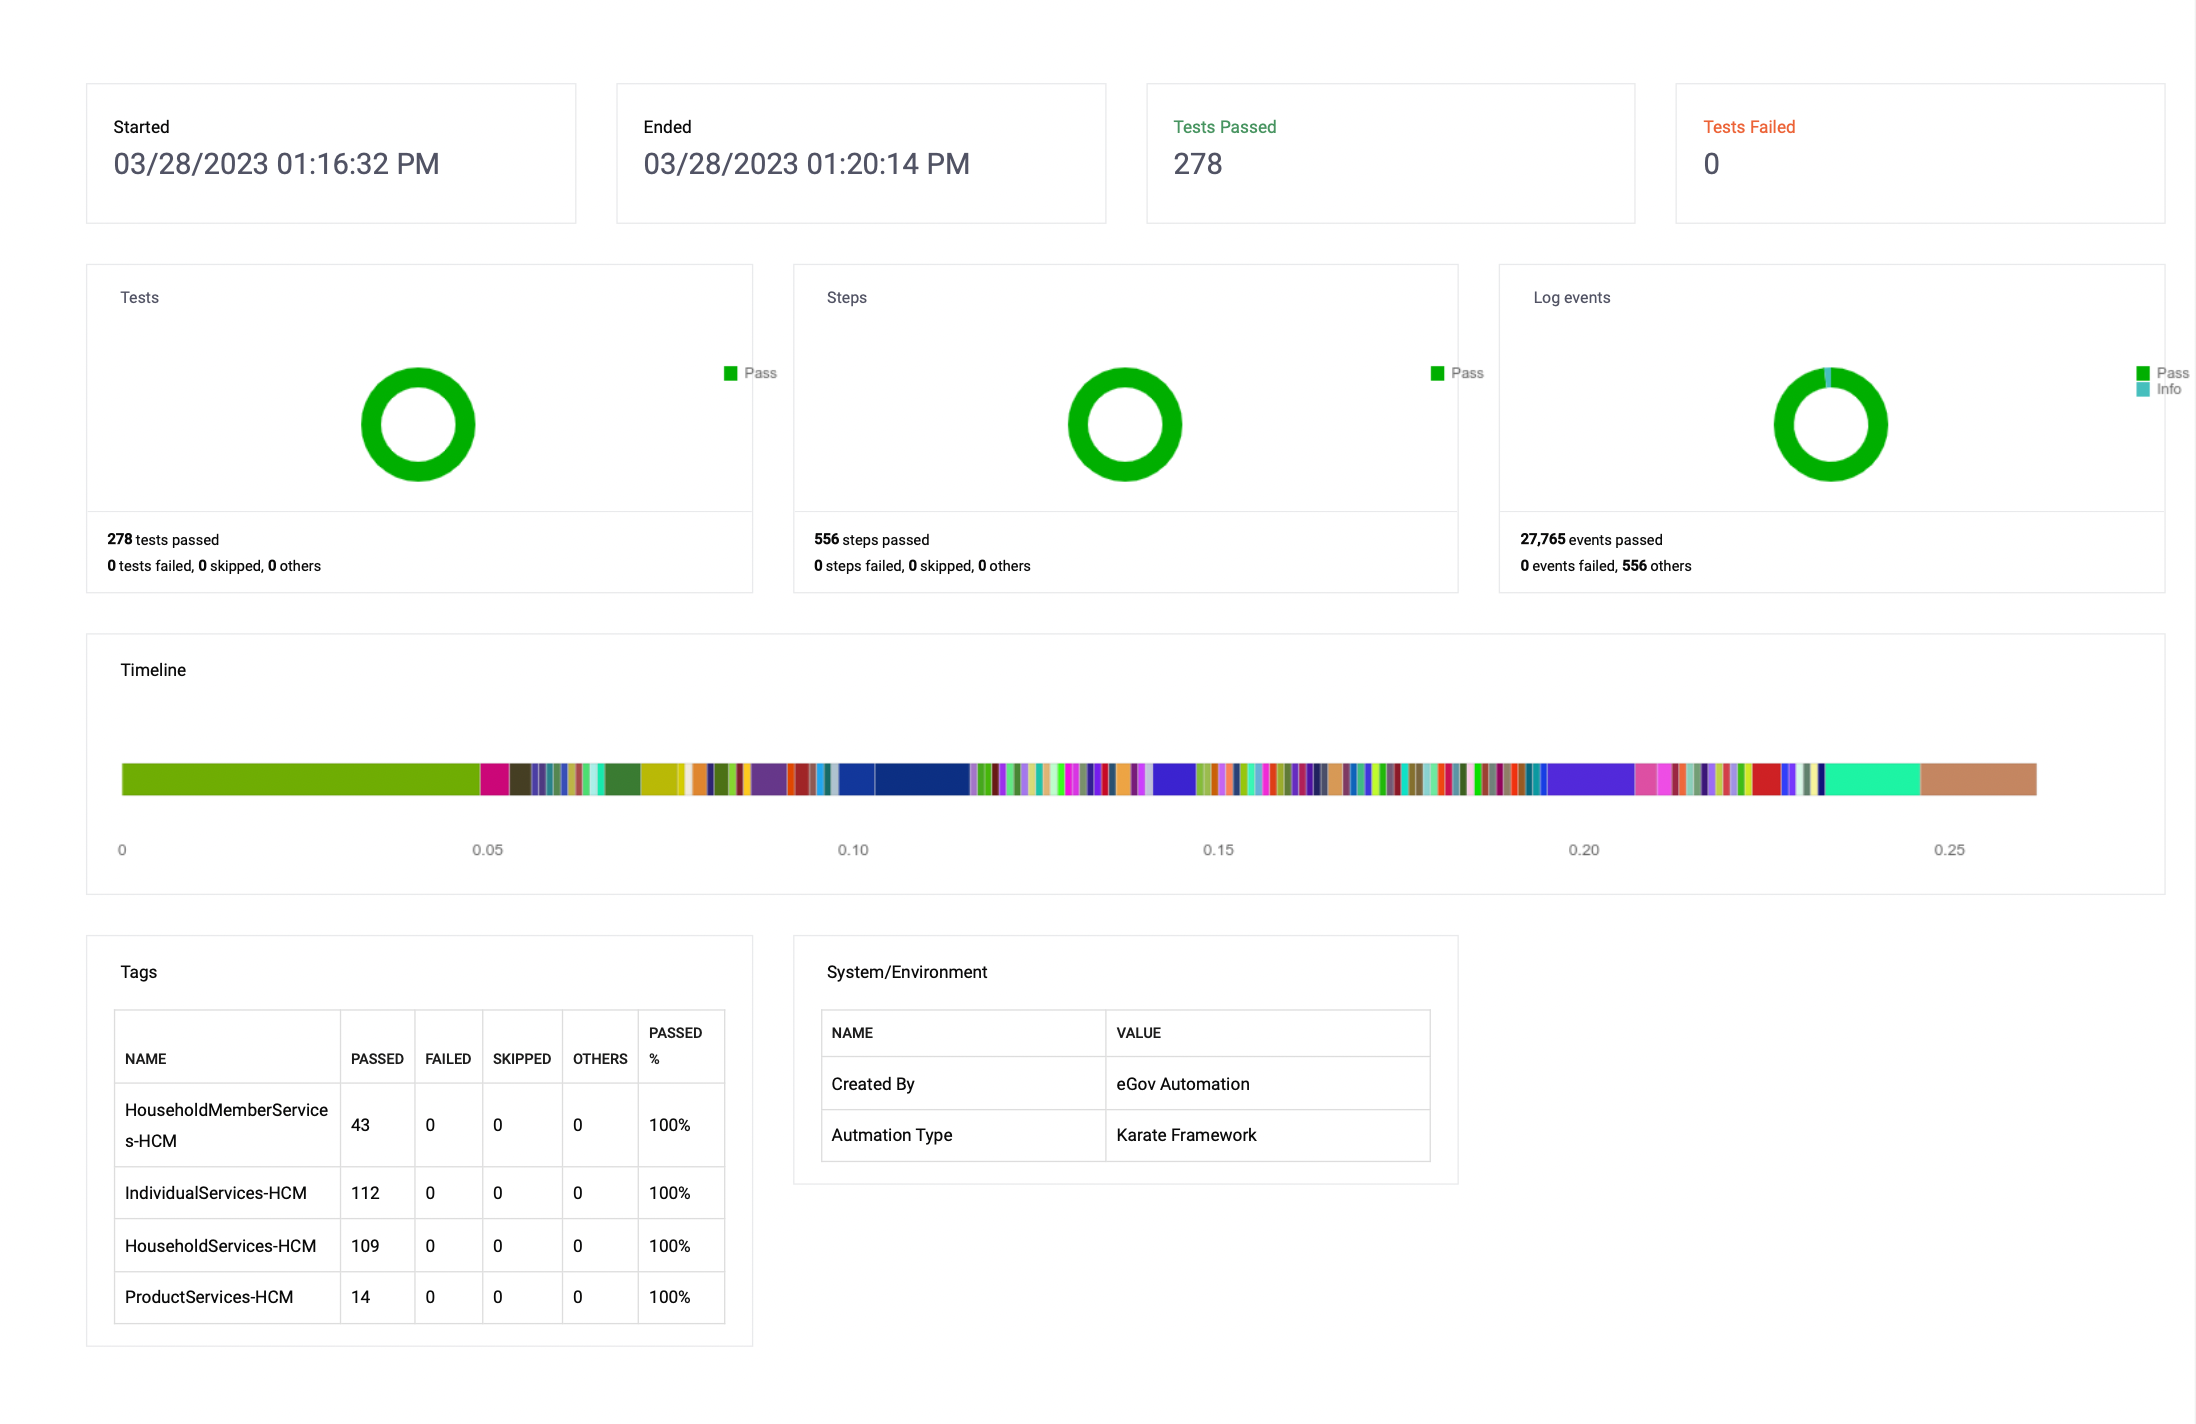 Started
03/28/2023 01:16:32 PM
Ended
03/28/2023 01:20:14 PM
Tests Passed
278
Tests Failed
0
Tests
Pass
278 tests passed
0 tests failed, 0 skipped, 0 others
Steps
Pass
556 steps passed
0 steps failed, 0 skipped, 0 others
Log events
Pass
Info
27,765 events passed
0 events failed, 556 others
Timeline
0 0.05 0.10 0.15 0.20 0.25
Tags
NAME PASSED FAILED SKIPPED OTHERS PASSED %
HouseholdMemberService
s-HCM 43 0 0 0 100%
IndividualServices-HCM 112 0 0 0 100%
HouseholdServices-HCM 109 0 0 0 100%
ProductServices-HCM 14 0 0 0 100%
System/Environment
NAME VALUE
Created By eGov Automation
Autmation Type Karate Framework